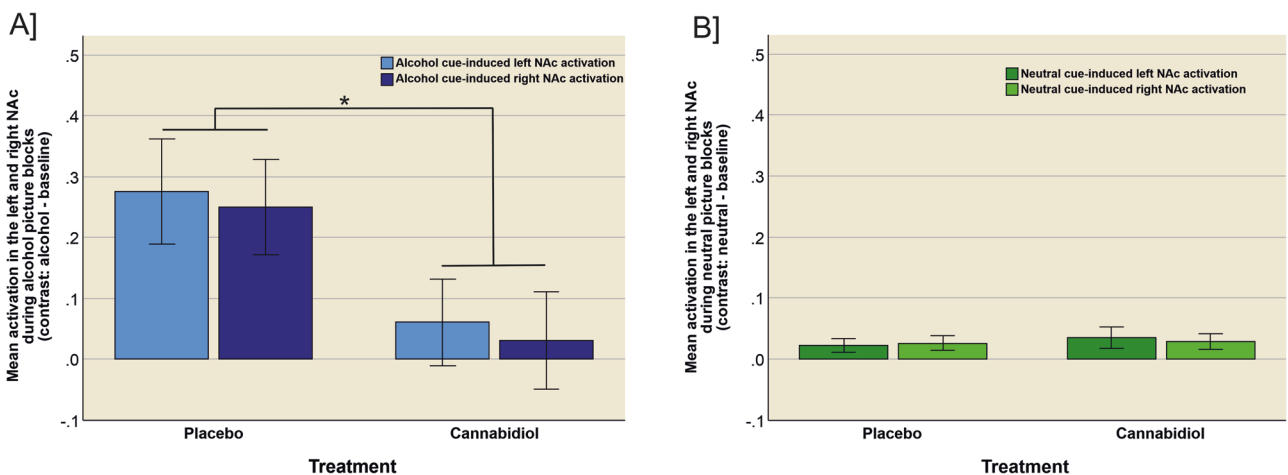 A]
Mean activation in the left and right NAc
during alcohol picture blocks
(contrast: alcohol - baseline)
.5
.4
.3
.2
.1
.0
-.1
Alcohol cue-induced left NAc activation
Alcohol cue-induced right NAc activation
*
Placebo
Cannabidiol
Treatment
B]
Mean activation in the left and right NAc
during neutral picture blocks
(contrast: neutral - baseline)
.5
.4
.3
.2
.1
.0
-.1
Neutral cue-induced left NAc activation
Neutral cue-induced right NAc activation
Placebo
Cannabidiol
Treatment